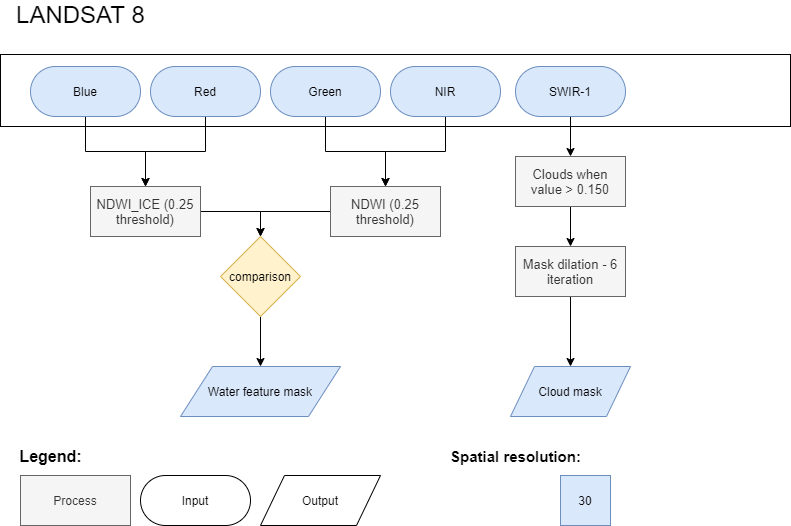 LANDSAT 8
Blue
Red
Green
NIR
SWIR-1
Clouds when
value > 0.150
NDWI_ICE (0.25
threshold)
NDWI (0.25
threshold)
comparison
Mask dilation - 6
iteration
Water feature mask
Cloud mask
Legend:
Spatial resolution:
Process
Input
Output
30